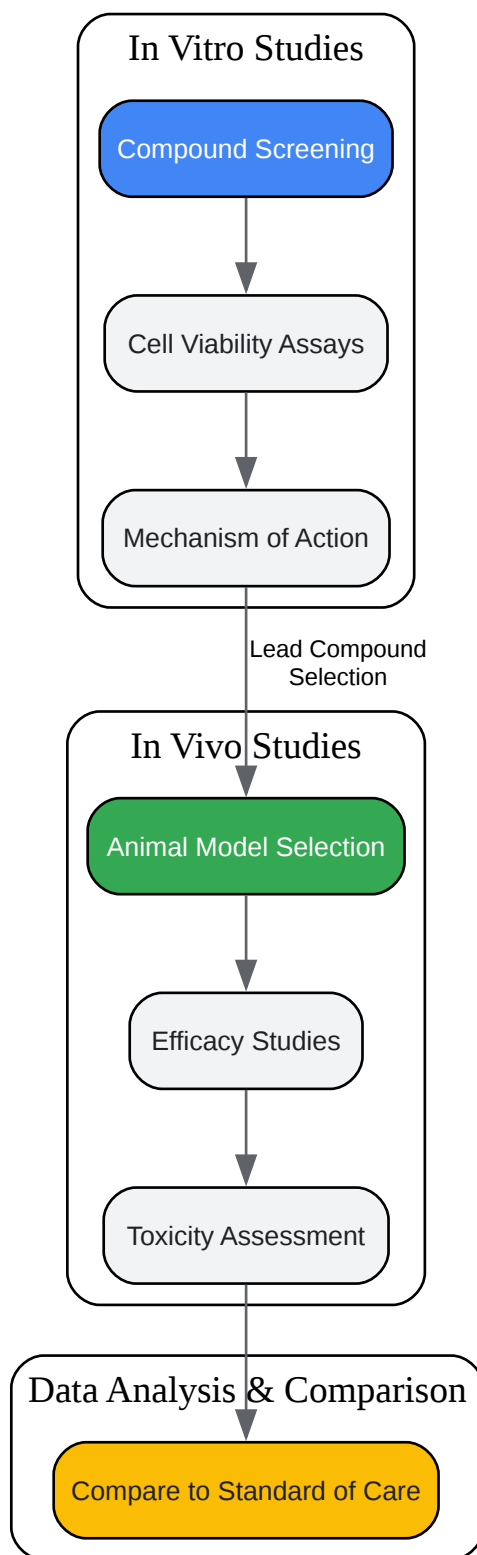 In Vitro Studies
Compound Screening
Cell Viability Assays
Mechanism of Action
Lead Compound
Selection
In Vivo Studies
Animal Model Selection
Efficacy Studies
Toxicity Assessment
Data Analysis & Comparison
Compare to Standard of Care